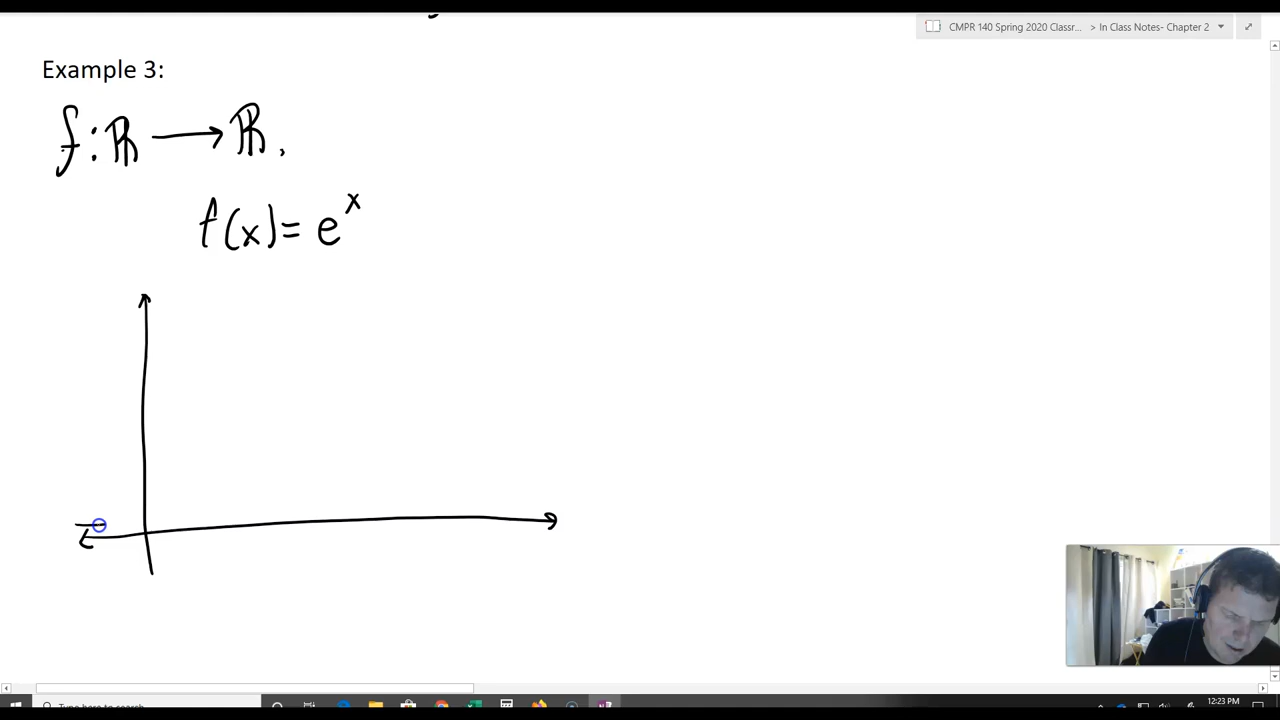 CMPR 140 Spring 2020 Classr... > In Class Notes- Chapter 2
Example 3:
f: ℝ ⟶ ℝ.
f(x) = e^x
12:23 PM